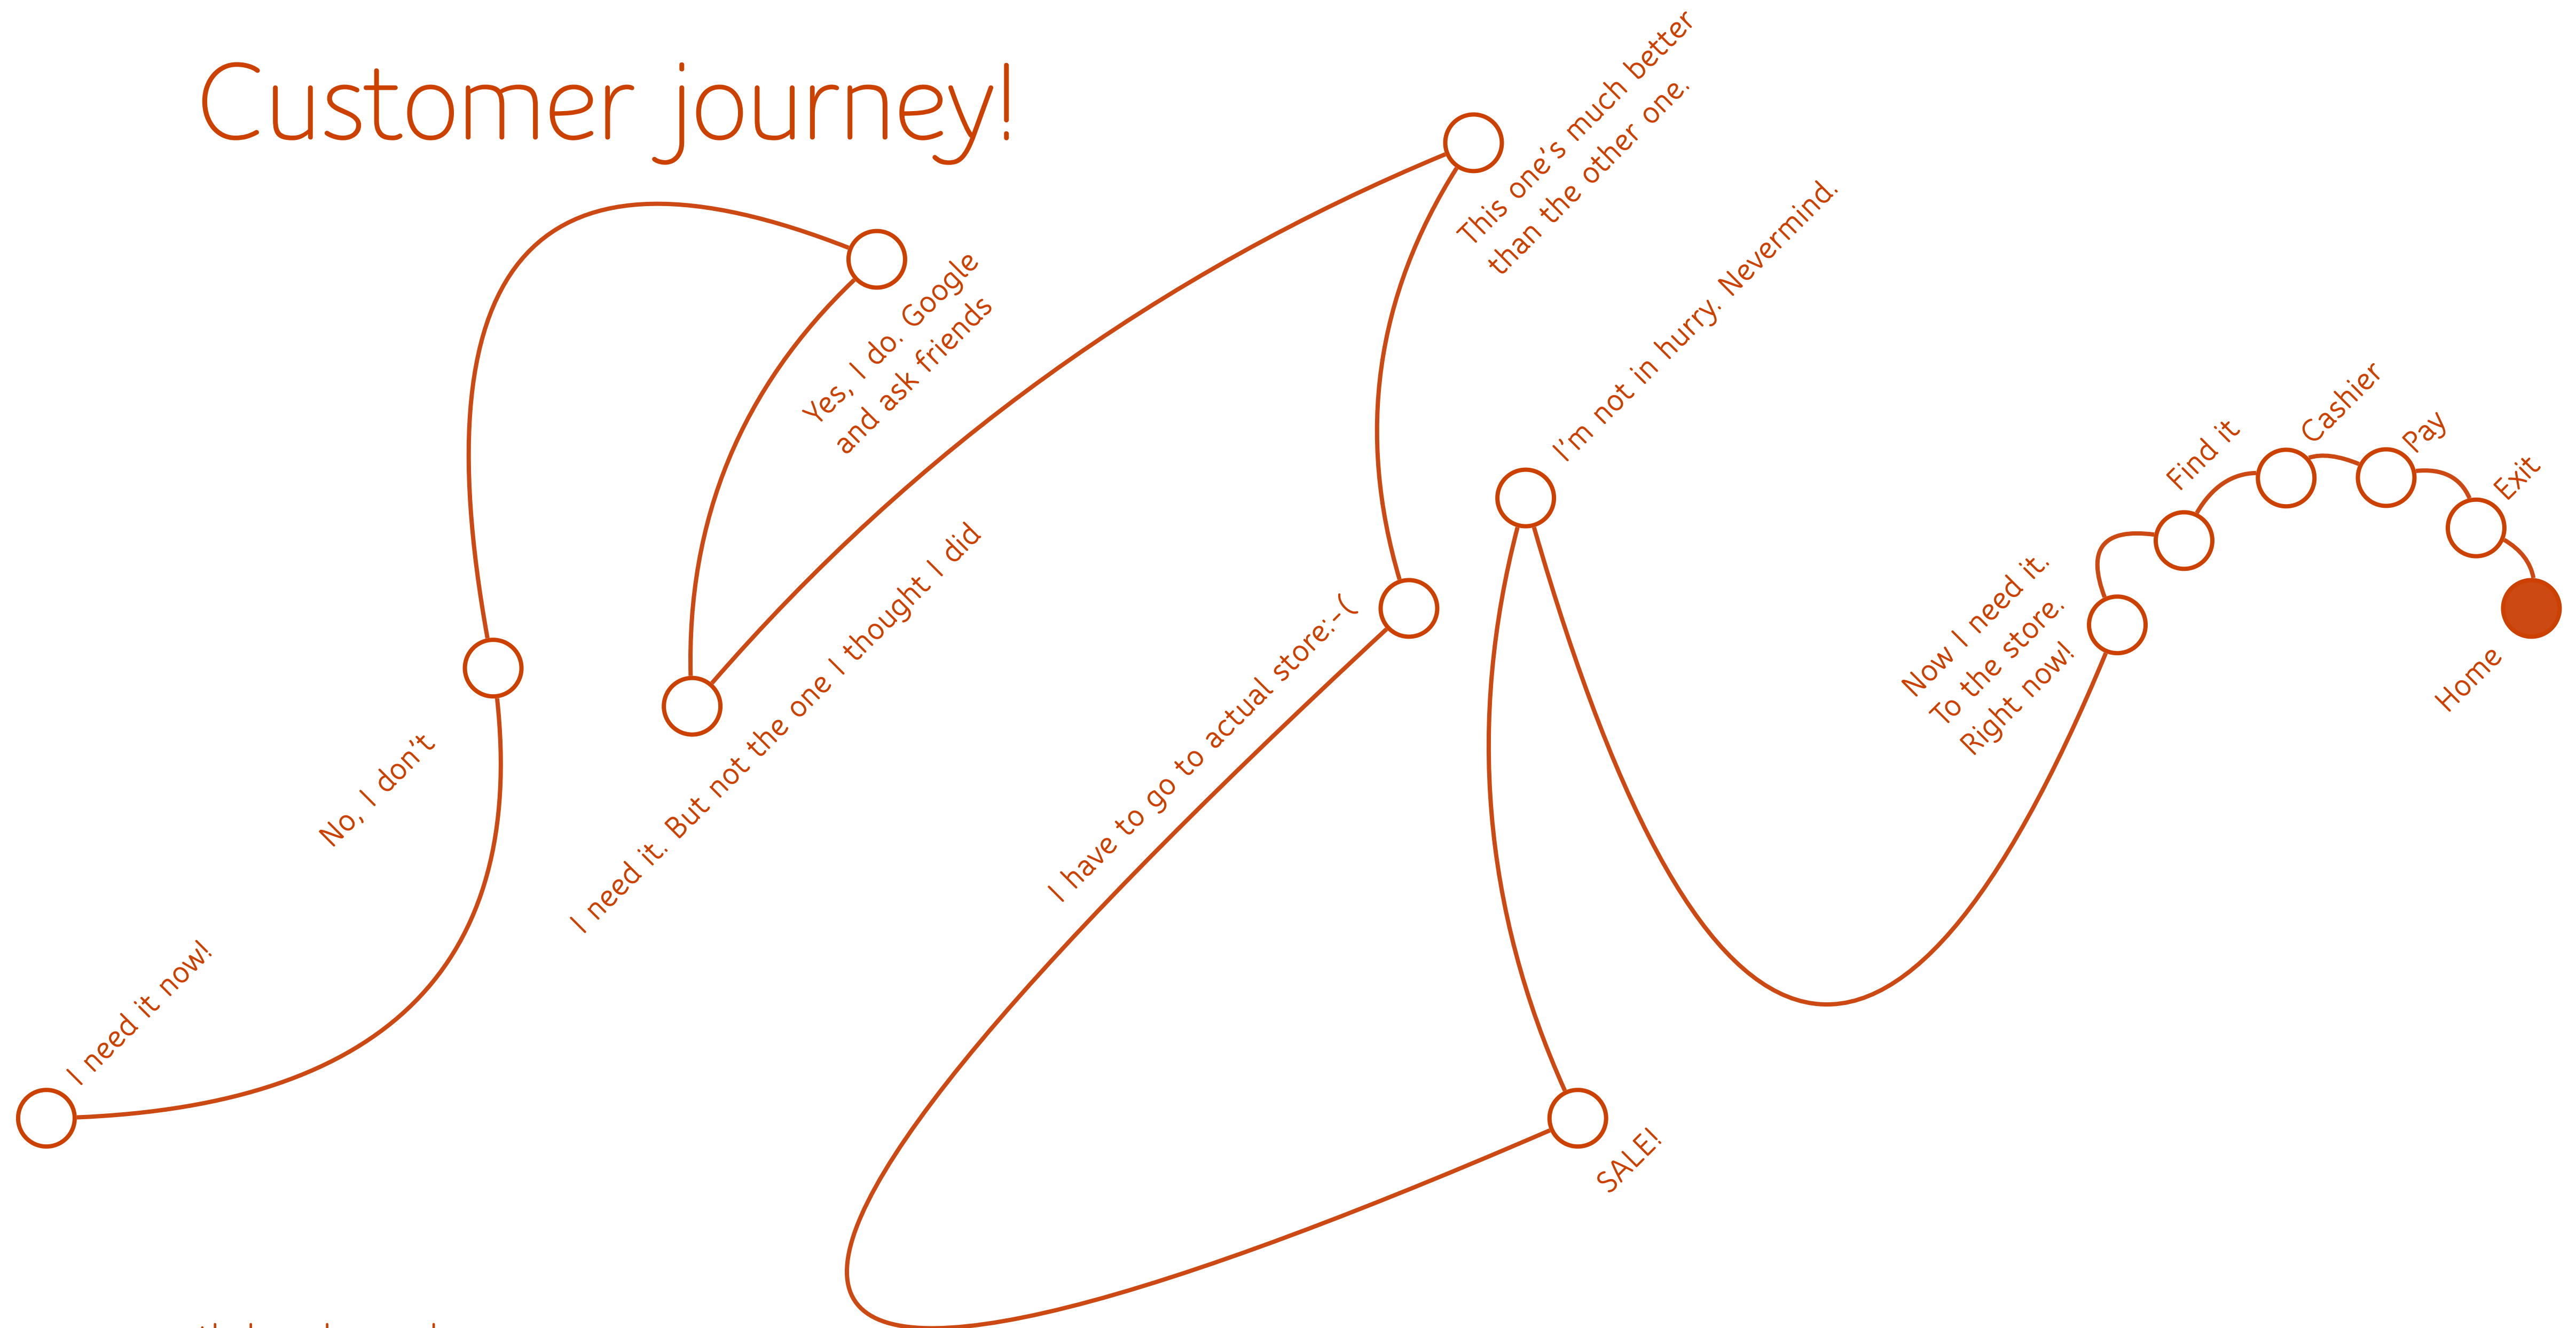 Customer journey!
I need it now!
No, I don't
Yes, I do. Google
and ask friends
I need it. But not the one I thought I did
This one's much better
than the other one.
I have to go to actual store:-(
SALE!
I'm not in hurry. Nevermind.
Now I need it.
To the store.
Right now!
Find it
Cashier
Pay
Exit
Home